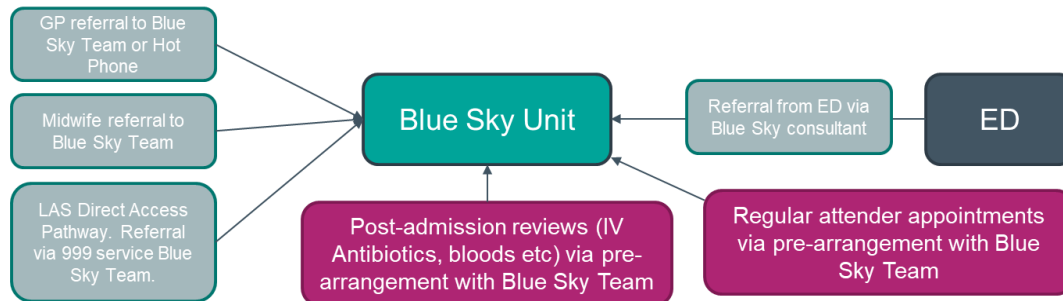 GP referral to Blue
Sky Team or Hot
Phone
Midwife referral to
Blue Sky Team
LAS Direct Access
Pathway. Referral
via 999 service Blue
Sky Team.
Blue Sky Unit
Referral from ED via
Blue Sky consultant
ED
Post-admission reviews (IV
Antibiotics, bloods etc) via pre-
arrangement with Blue Sky Team
Regular attender appointments
via pre-arrangement with Blue
Sky Team